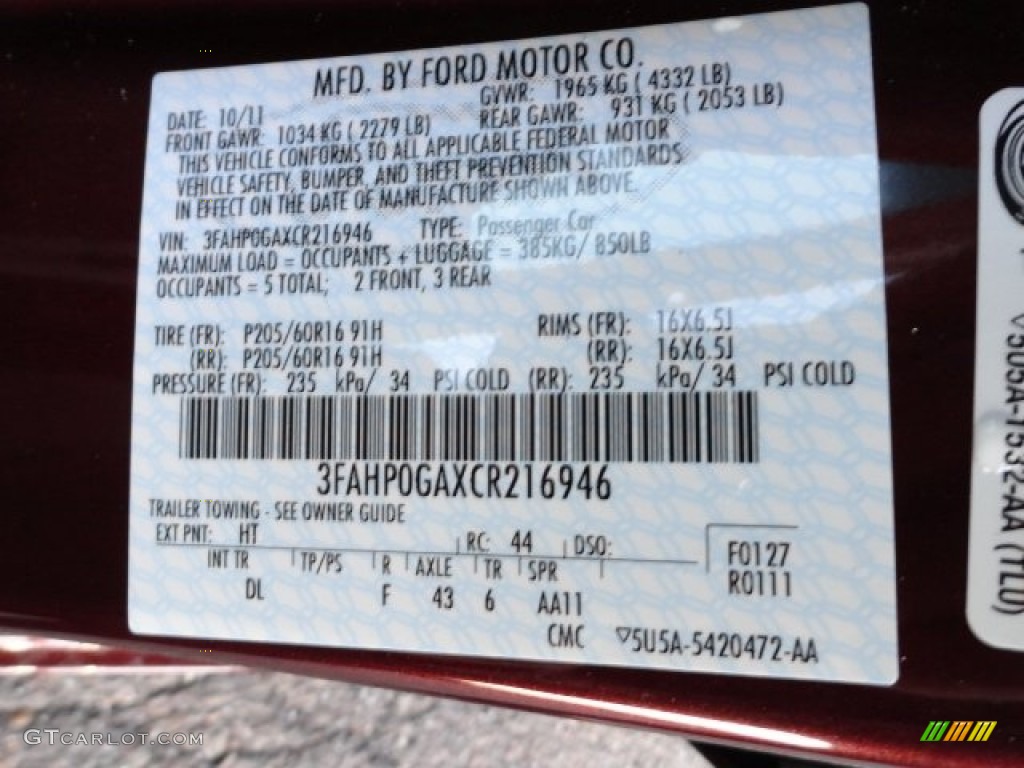 MFD. BY FORD MOTOR CO.
DATE: 10/11 GVWR: 1965 KG ( 4332 LB)
FRONT GAWR: 1034 KG ( 2279 LB) REAR GAWR: 931 KG ( 2053 LB)
THIS VEHICLE CONFORMS TO ALL APPLICABLE FEDERAL MOTOR
VEHICLE SAFETY, BUMPER, AND THEFT PREVENTION STANDARDS
IN EFFECT ON THE DATE OF MANUFACTURE SHOWN ABOVE.
VIN: 3FAHP0GAXCR216946 TYPE: Passenger Car
MAXIMUM LOAD = OCCUPANTS + LUGGAGE = 385KG/ 850LB
OCCUPANTS = 5 TOTAL; 2 FRONT, 3 REAR
TIRE (FR): P205/60R16 91H RIMS (FR): 16X6.5J
(RR): P205/60R16 91H (RR): 16X6.5J
PRESSURE (FR): 235 kPa/ 34 PSI COLD (RR): 235 kPa/ 34 PSI COLD
3FAHP0GAXCR216946
TRAILER TOWING - SEE OWNER GUIDE
EXT PNT: HT RC: 44 DSO: F0127
INT TR TP/PS R AXLE TR SPR R0111
DL F 43 6 AA11
CMC ▽5U5A-5420472-AA
5U5A-1532-AA (TLU)
GTCARLOT.COM